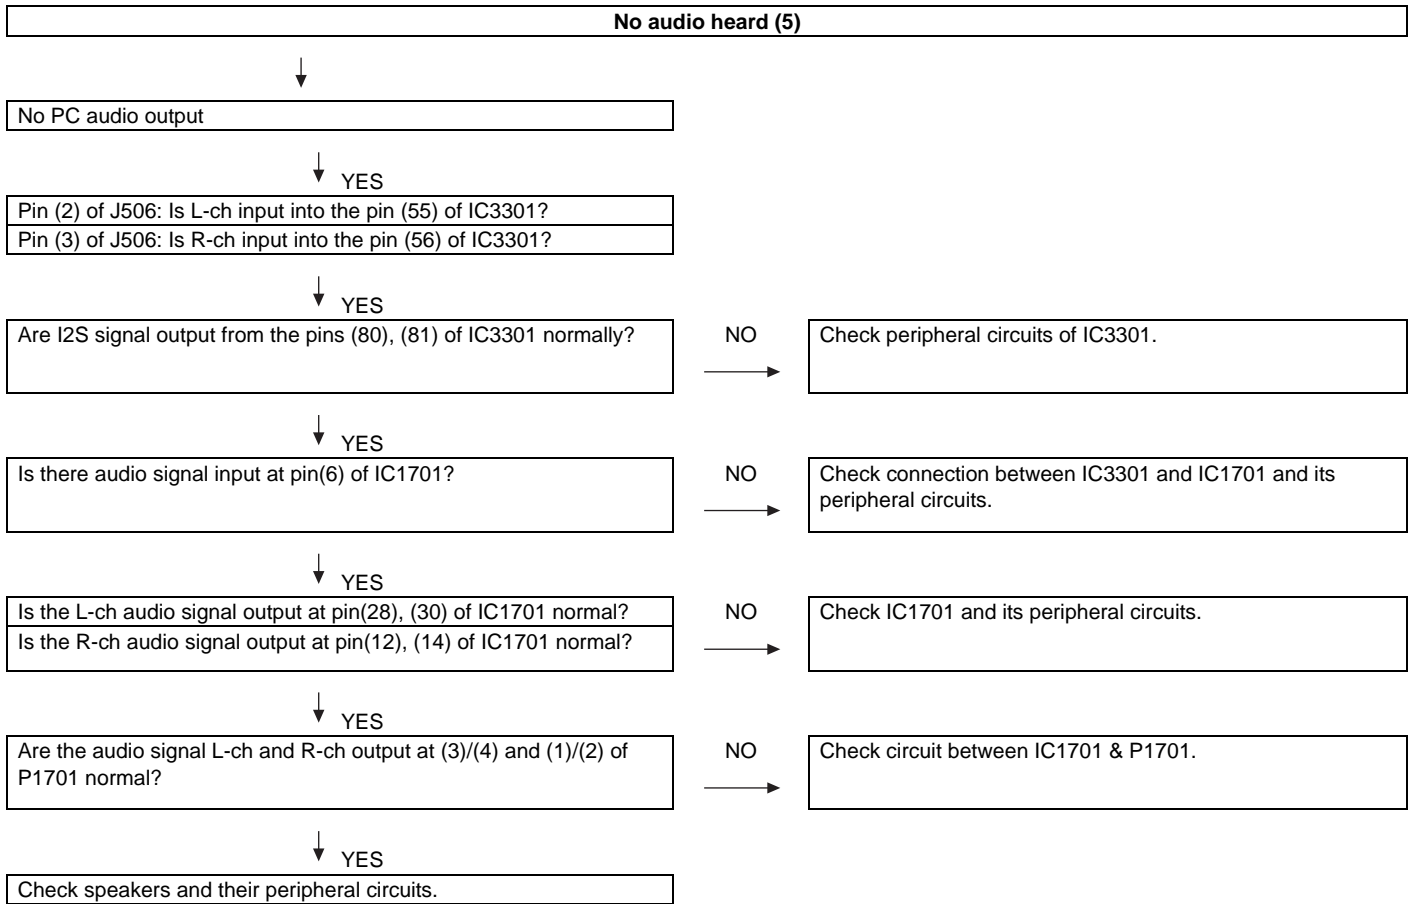 No audio heard (5)
No PC audio output
YES
Pin (2) of J506: Is L-ch input into the pin (55) of IC3301?
Pin (3) of J506: Is R-ch input into the pin (56) of IC3301?
YES
Are I2S signal output from the pins (80), (81) of IC3301 normally?
NO
Check peripheral circuits of IC3301.
YES
Is there audio signal input at pin(6) of IC1701?
NO
Check connection between IC3301 and IC1701 and its
peripheral circuits.
YES
Is the L-ch audio signal output at pin(28), (30) of IC1701 normal?
Is the R-ch audio signal output at pin(12), (14) of IC1701 normal?
NO
Check IC1701 and its peripheral circuits.
YES
Are the audio signal L-ch and R-ch output at (3)/(4) and (1)/(2) of
P1701 normal?
NO
Check circuit between IC1701 & P1701.
YES
Check speakers and their peripheral circuits.